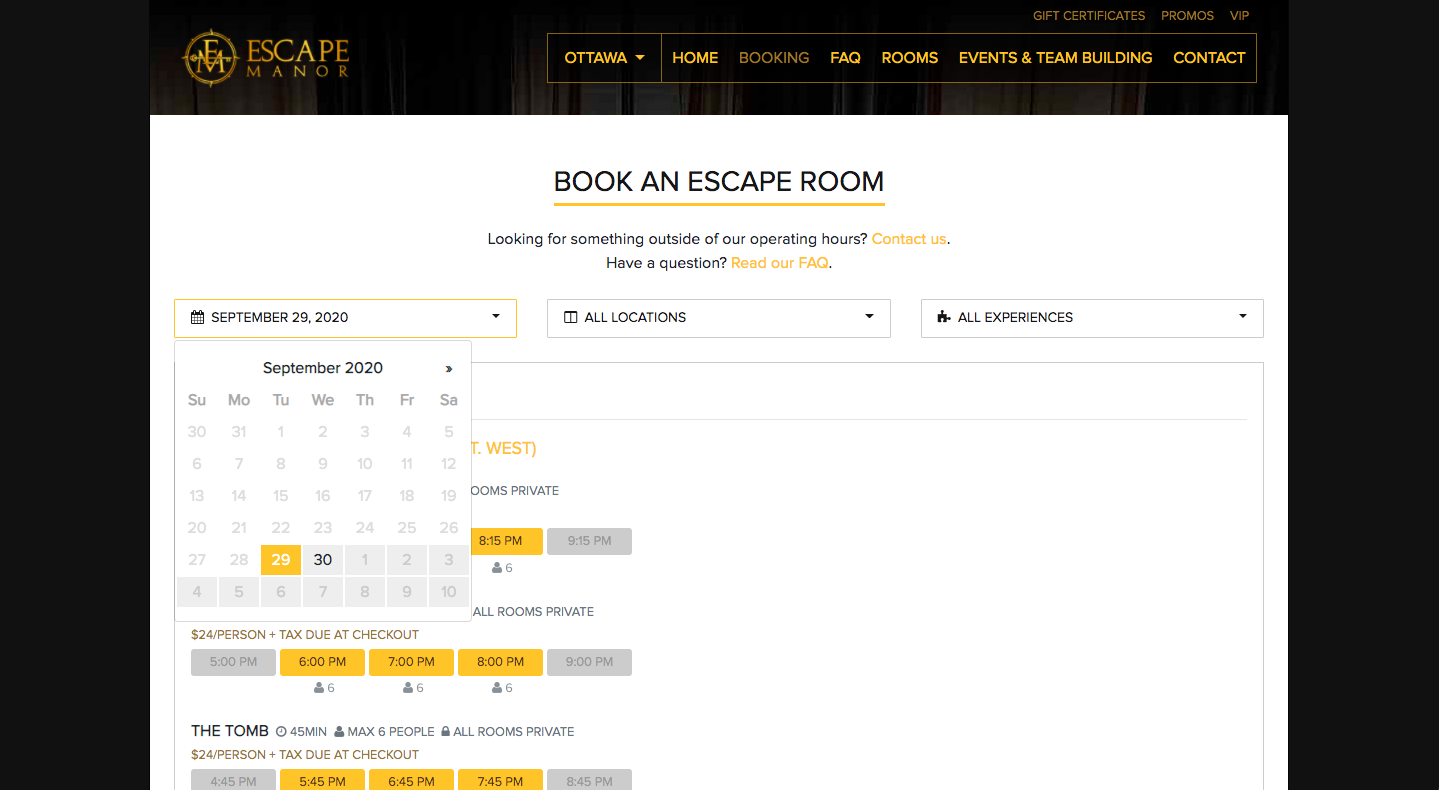 GIFT CERTIFICATES PROMOS VIP
ESCAPE
MANOR
OTTAWA HOME BOOKING FAQ ROOMS EVENTS & TEAM BUILDING CONTACT
BOOK AN ESCAPE ROOM
Looking for something outside of our operating hours? Contact us.
Have a question? Read our FAQ.
SEPTEMBER 29, 2020 ALL LOCATIONS ALL EXPERIENCES
September 2020 »
Su Mo Tu We Th Fr Sa
30 31 1 2 3 4 5
6 7 8 9 10 11 12
13 14 15 16 17 18 19
20 21 22 23 24 25 26
27 28 29 30 1 2 3
4 5 6 7 8 9 10
T. WEST)
OOMS PRIVATE
8:15 PM 9:15 PM
6
ALL ROOMS PRIVATE
$24/PERSON + TAX DUE AT CHECKOUT
5:00 PM 6:00 PM 7:00 PM 8:00 PM 9:00 PM
6 6 6
THE TOMB 45MIN MAX 6 PEOPLE ALL ROOMS PRIVATE
$24/PERSON + TAX DUE AT CHECKOUT
4:45 PM 5:45 PM 6:45 PM 7:45 PM 8:45 PM